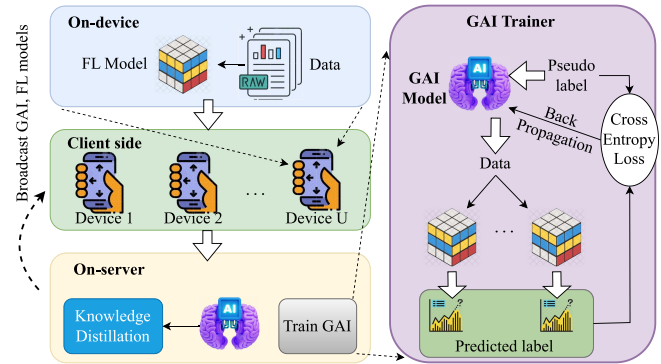 On-device
FL Model
RAW
Data
Client side
Device 1
Device 2
...
Device U
On-server
Knowledge
Distillation
AI
Train GAI
Broadcast GAI, FL models
GAI Trainer
GAI
Model
AI
Pseudo
label
Back
Propagation
Cross
Entropy
Loss
Data
...
?
?
Predicted label